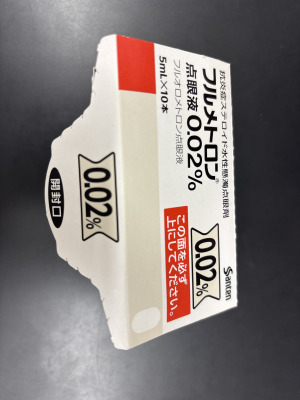 抗炎症ステロイド水性懸濁点眼剤
フルメトロン®
点眼液0.02%
フルオロメトロン点眼液
5mL×10本
Santen
0.02%
この面を必ず
上にしてください。
0.02%
開封口